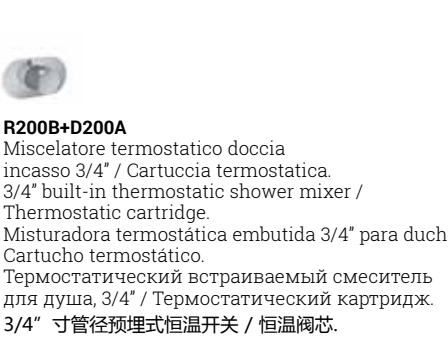 R200B+D200A
Miscelatore termostatico doccia
incasso 3/4” / Cartuccia termostatica.
3/4” built-in thermostatic shower mixer /
Thermostatic cartridge.
Misturadora termostática embutida 3/4” para duch
Cartucho termostático.
Термостатический встраиваемый смеситель
для душа, 3/4” / Термостатический картридж.
3/4” 寸管径预埋式恒温开关 / 恒温阀芯.